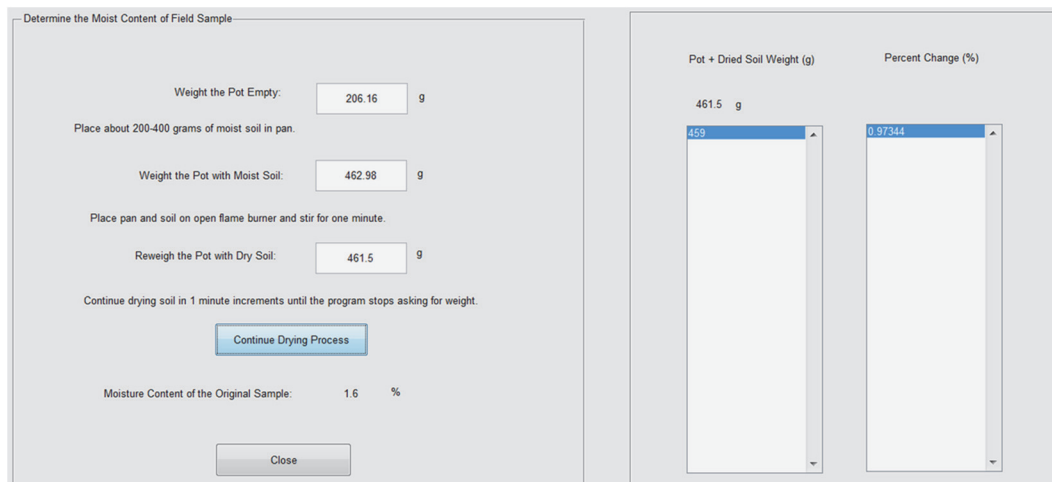 Determine the Moist Content of Field Sample
Weight the Pot Empty: 206.16 g
Place about 200-400 grams of moist soil in pan.
Weight the Pot with Moist Soil: 462.98 g
Place pan and soil on open flame burner and stir for one minute.
Reweigh the Pot with Dry Soil: 461.5 g
Continue drying soil in 1 minute increments until the program stops asking for weight.
Continue Drying Process
Moisture Content of the Original Sample: 1.6 %
Close
Pot + Dried Soil Weight (g) Percent Change (%)
461.5 g
459 0.97344